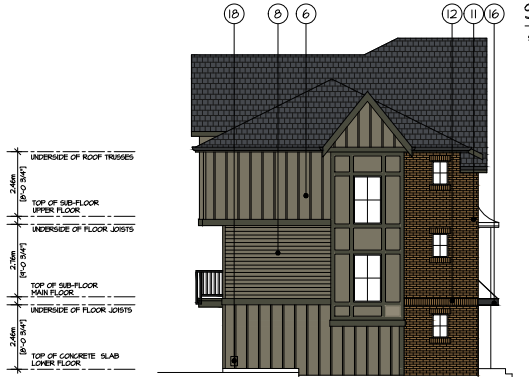 18 8 6 12 11 16
UNDERSIDE OF ROOF TRUSSES
2.46m
[8'-0 3/4"]
TOP OF SUB-FLOOR
UPPER FLOOR
UNDERSIDE OF FLOOR JOISTS
2.76m
[9'-0 3/4"]
TOP OF SUB-FLOOR
MAIN FLOOR
UNDERSIDE OF FLOOR JOISTS
2.46m
[8'-0 3/4"]
TOP OF CONCRETE SLAB
LOWER FLOOR